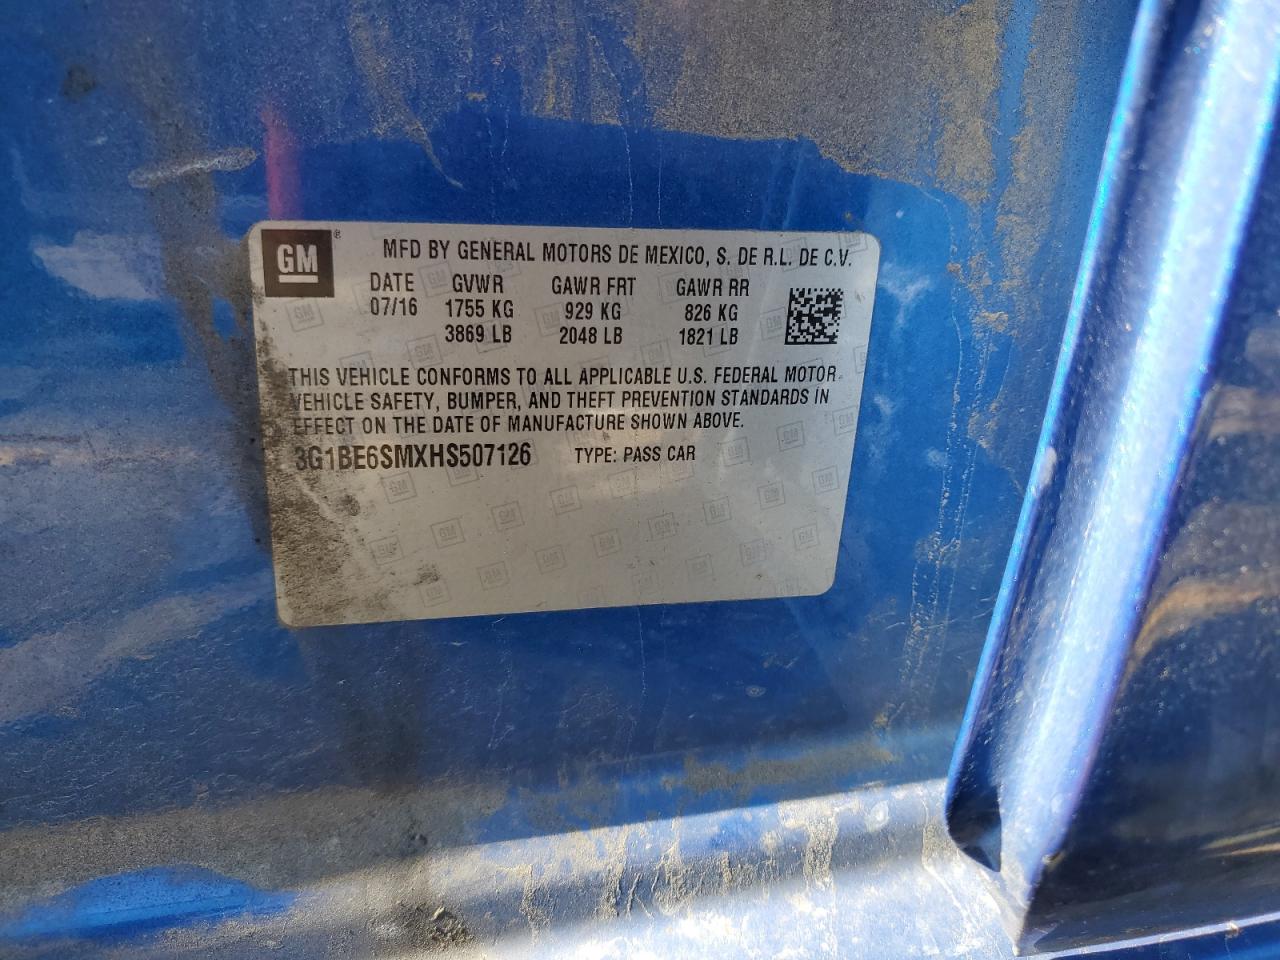 GM ® MFD BY GENERAL MOTORS DE MEXICO, S. DE R.L. DE C.V.
DATE GVWR GAWR FRT GAWR RR
07/16 1755 KG 929 KG 826 KG
3869 LB 2048 LB 1821 LB
THIS VEHICLE CONFORMS TO ALL APPLICABLE U.S. FEDERAL MOTOR
VEHICLE SAFETY, BUMPER, AND THEFT PREVENTION STANDARDS IN
EFFECT ON THE DATE OF MANUFACTURE SHOWN ABOVE.
3G1BE6SMXHS507126 TYPE: PASS CAR